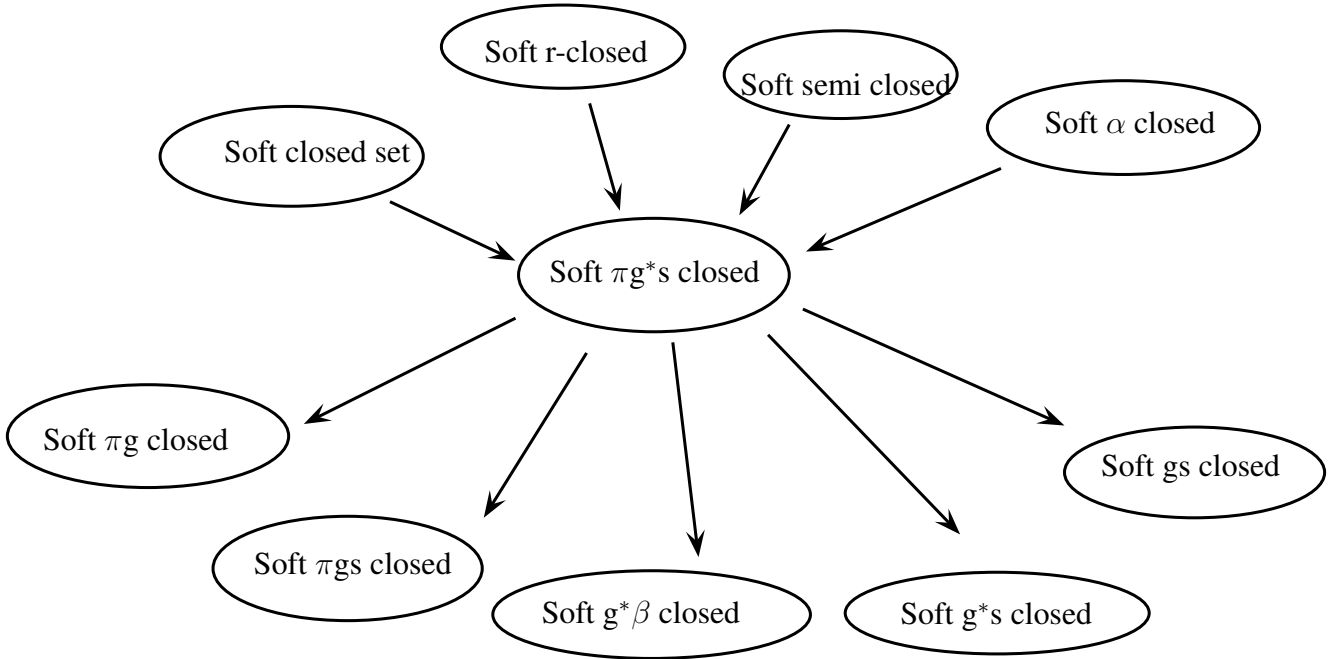 Soft r-closed
Soft semi closed
Soft α closed
Soft closed set
Soft πg*s closed
Soft πg closed
Soft gs closed
Soft πgs closed
Soft g*β closed
Soft g*s closed